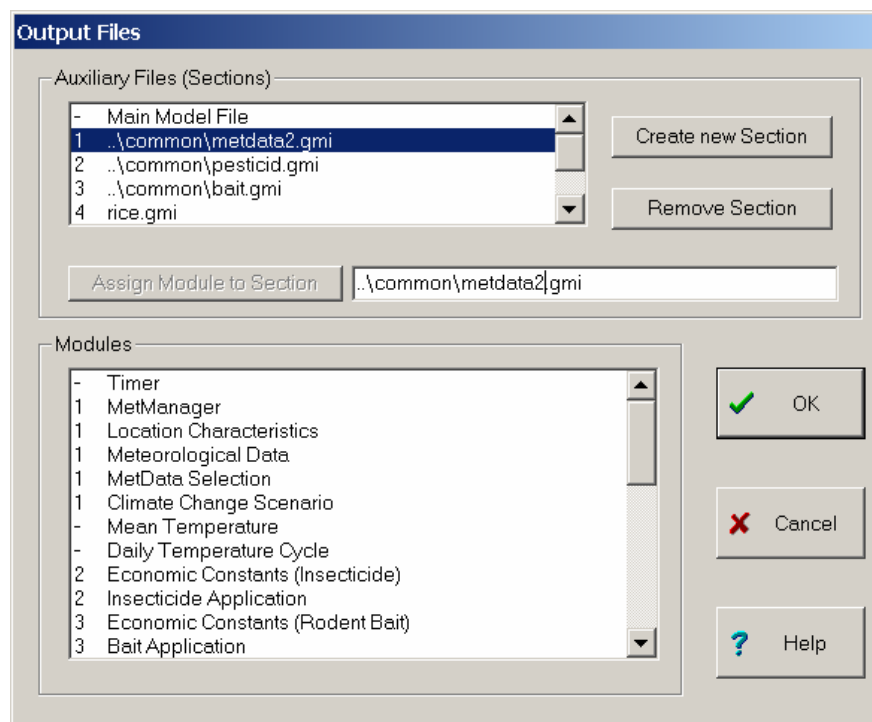 Output Files
Auxiliary Files (Sections)
- Main Model File
1 ..\common\metdata2.gmi
2 ..\common\pesticid.gmi
3 ..\common\bait.gmi
4 rice.gmi
Create new Section
Remove Section
Assign Module to Section
..\common\metdata2.gmi
Modules
- Timer
1 MetManager
1 Location Characteristics
1 Meteorological Data
1 MetData Selection
1 Climate Change Scenario
- Mean Temperature
- Daily Temperature Cycle
2 Economic Constants (Insecticide)
2 Insecticide Application
3 Economic Constants (Rodent Bait)
3 Bait Application
OK
Cancel
? Help